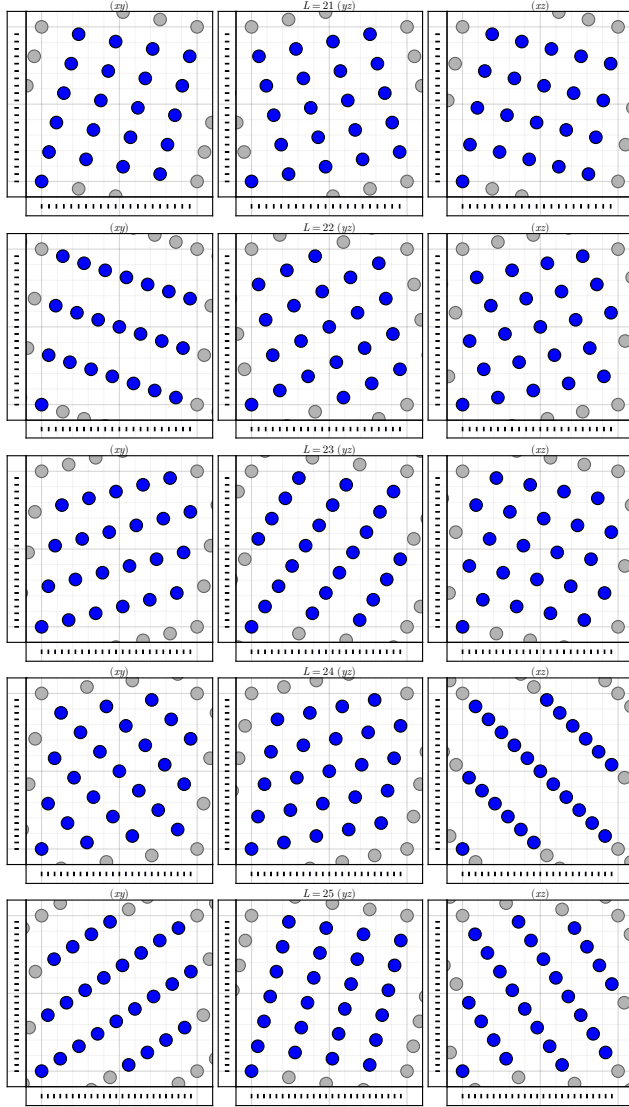 (xy) L = 21 (yz) (xz)
(xy) L = 22 (yz) (xz)
(xy) L = 23 (yz) (xz)
(xy) L = 24 (yz) (xz)
(xy) L = 25 (yz) (xz)